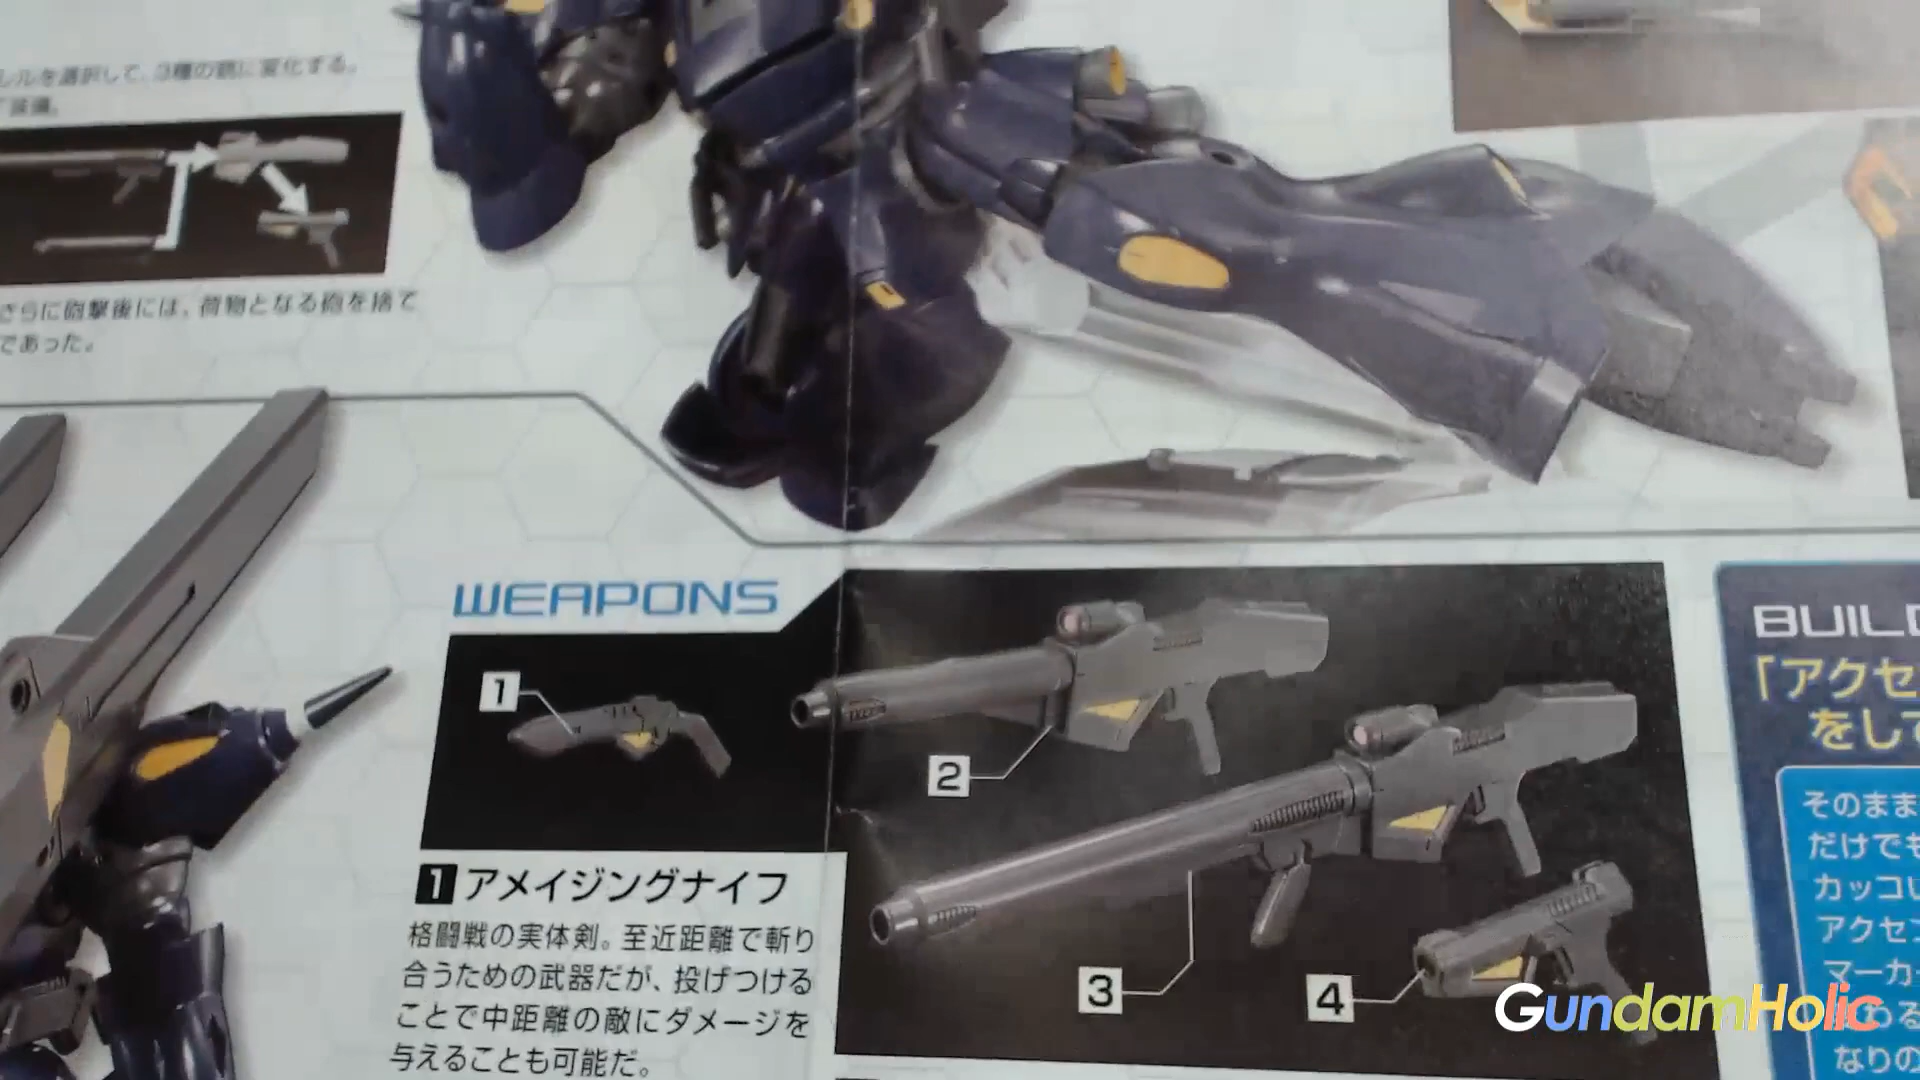 ルを選択して、3種の銃に変化する。
装備。
さらに砲撃後には、荷物となる砲を捨て
であった。
WEAPONS
1
2
3
4
1 アメイジングナイフ
格闘戦の実体剣。至近距離で斬り
合うための武器だが、投げつける
ことで中距離の敵にダメージを
与えることも可能だ。
BUILD
「アクセ
をして
そのまま
だけでも
カッコい
アクセ
マーカ
わる
なりの
GundamHolic